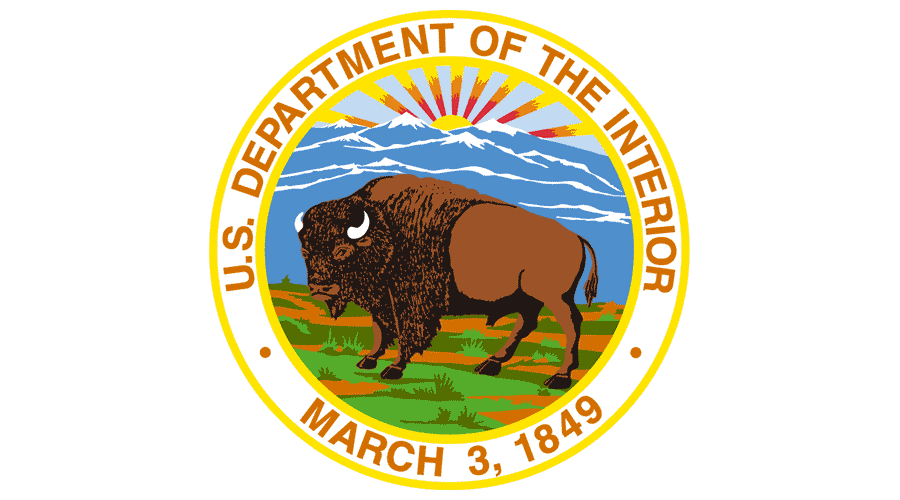 U.S. DEPARTMENT OF THE INTERIOR
MARCH 3, 1849